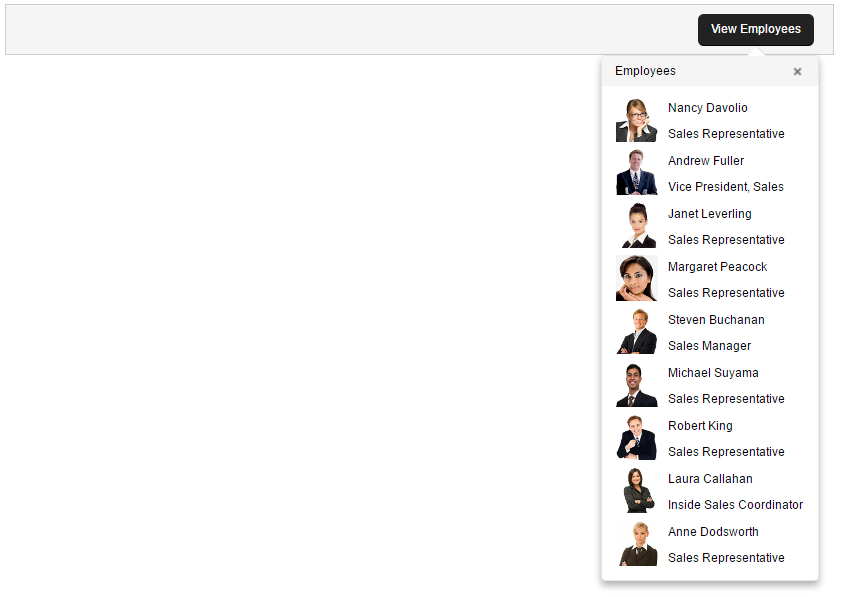 View Employees
Employees
Nancy Davolio
Sales Representative
Andrew Fuller
Vice President, Sales
Janet Leverling
Sales Representative
Margaret Peacock
Sales Representative
Steven Buchanan
Sales Manager
Michael Suyama
Sales Representative
Robert King
Sales Representative
Laura Callahan
Inside Sales Coordinator
Anne Dodsworth
Sales Representative